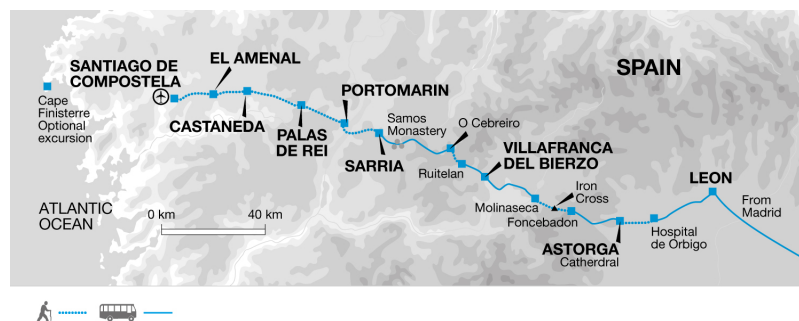 EL AMENAL
SANTIAGO DE
COMPOSTELA
SPAIN
PORTOMARIN
Cape
Finisterre
Optional
excursion
CASTANEDA
PALAS
DE REI
Samos
Monastery
O Cebreiro
SARRIA
VILLAFRANCA
DEL BIERZO
Ruitelan
LEON
Iron
Cross
Molinaseca
Foncebadon
From
Madrid
ATLANTIC
OCEAN
0 km
40 km
ASTORGA
Catherdral
Hospital
de Orbigo